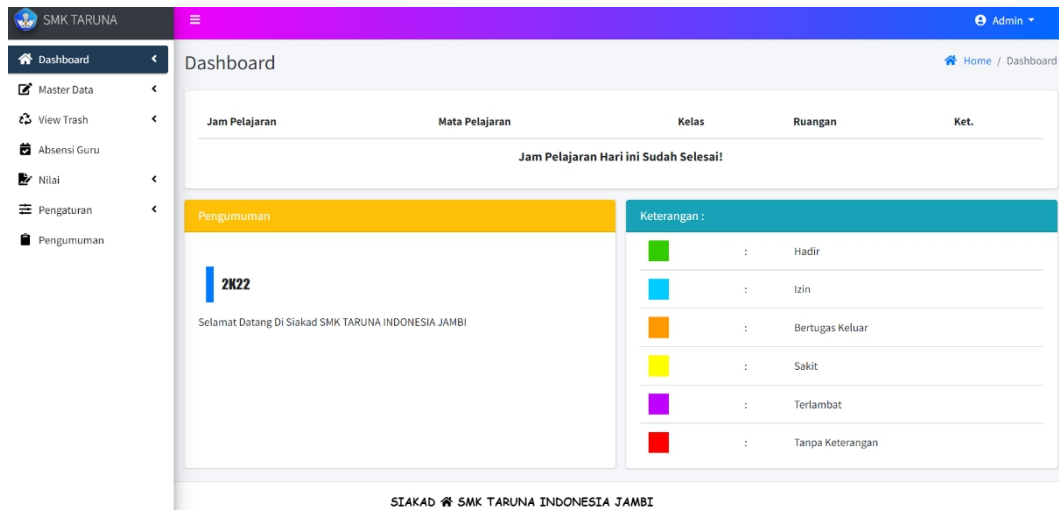 SMK TARUNA
Admin
Dashboard
Master Data
View Trash
Absensi Guru
Nilai
Pengaturan
Pengumuman
Dashboard
Home / Dashboard
Jam Pelajaran Mata Pelajaran Kelas Ruangan Ket.
Jam Pelajaran Hari ini Sudah Selesai!
Pengumuman
2K22
Selamat Datang Di Siakad SMK TARUNA INDONESIA JAMBI
Keterangan :
: Hadir
: Izin
: Bertugas Keluar
: Sakit
: Terlambat
: Tanpa Keterangan
SIAKAD SMK TARUNA INDONESIA JAMBI